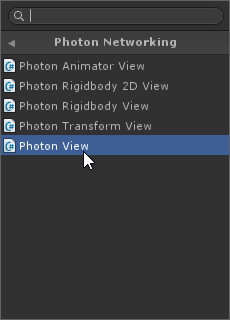 Photon Networking
Photon Animator View
Photon Rigidbody 2D View
Photon Rigidbody View
Photon Transform View
Photon View